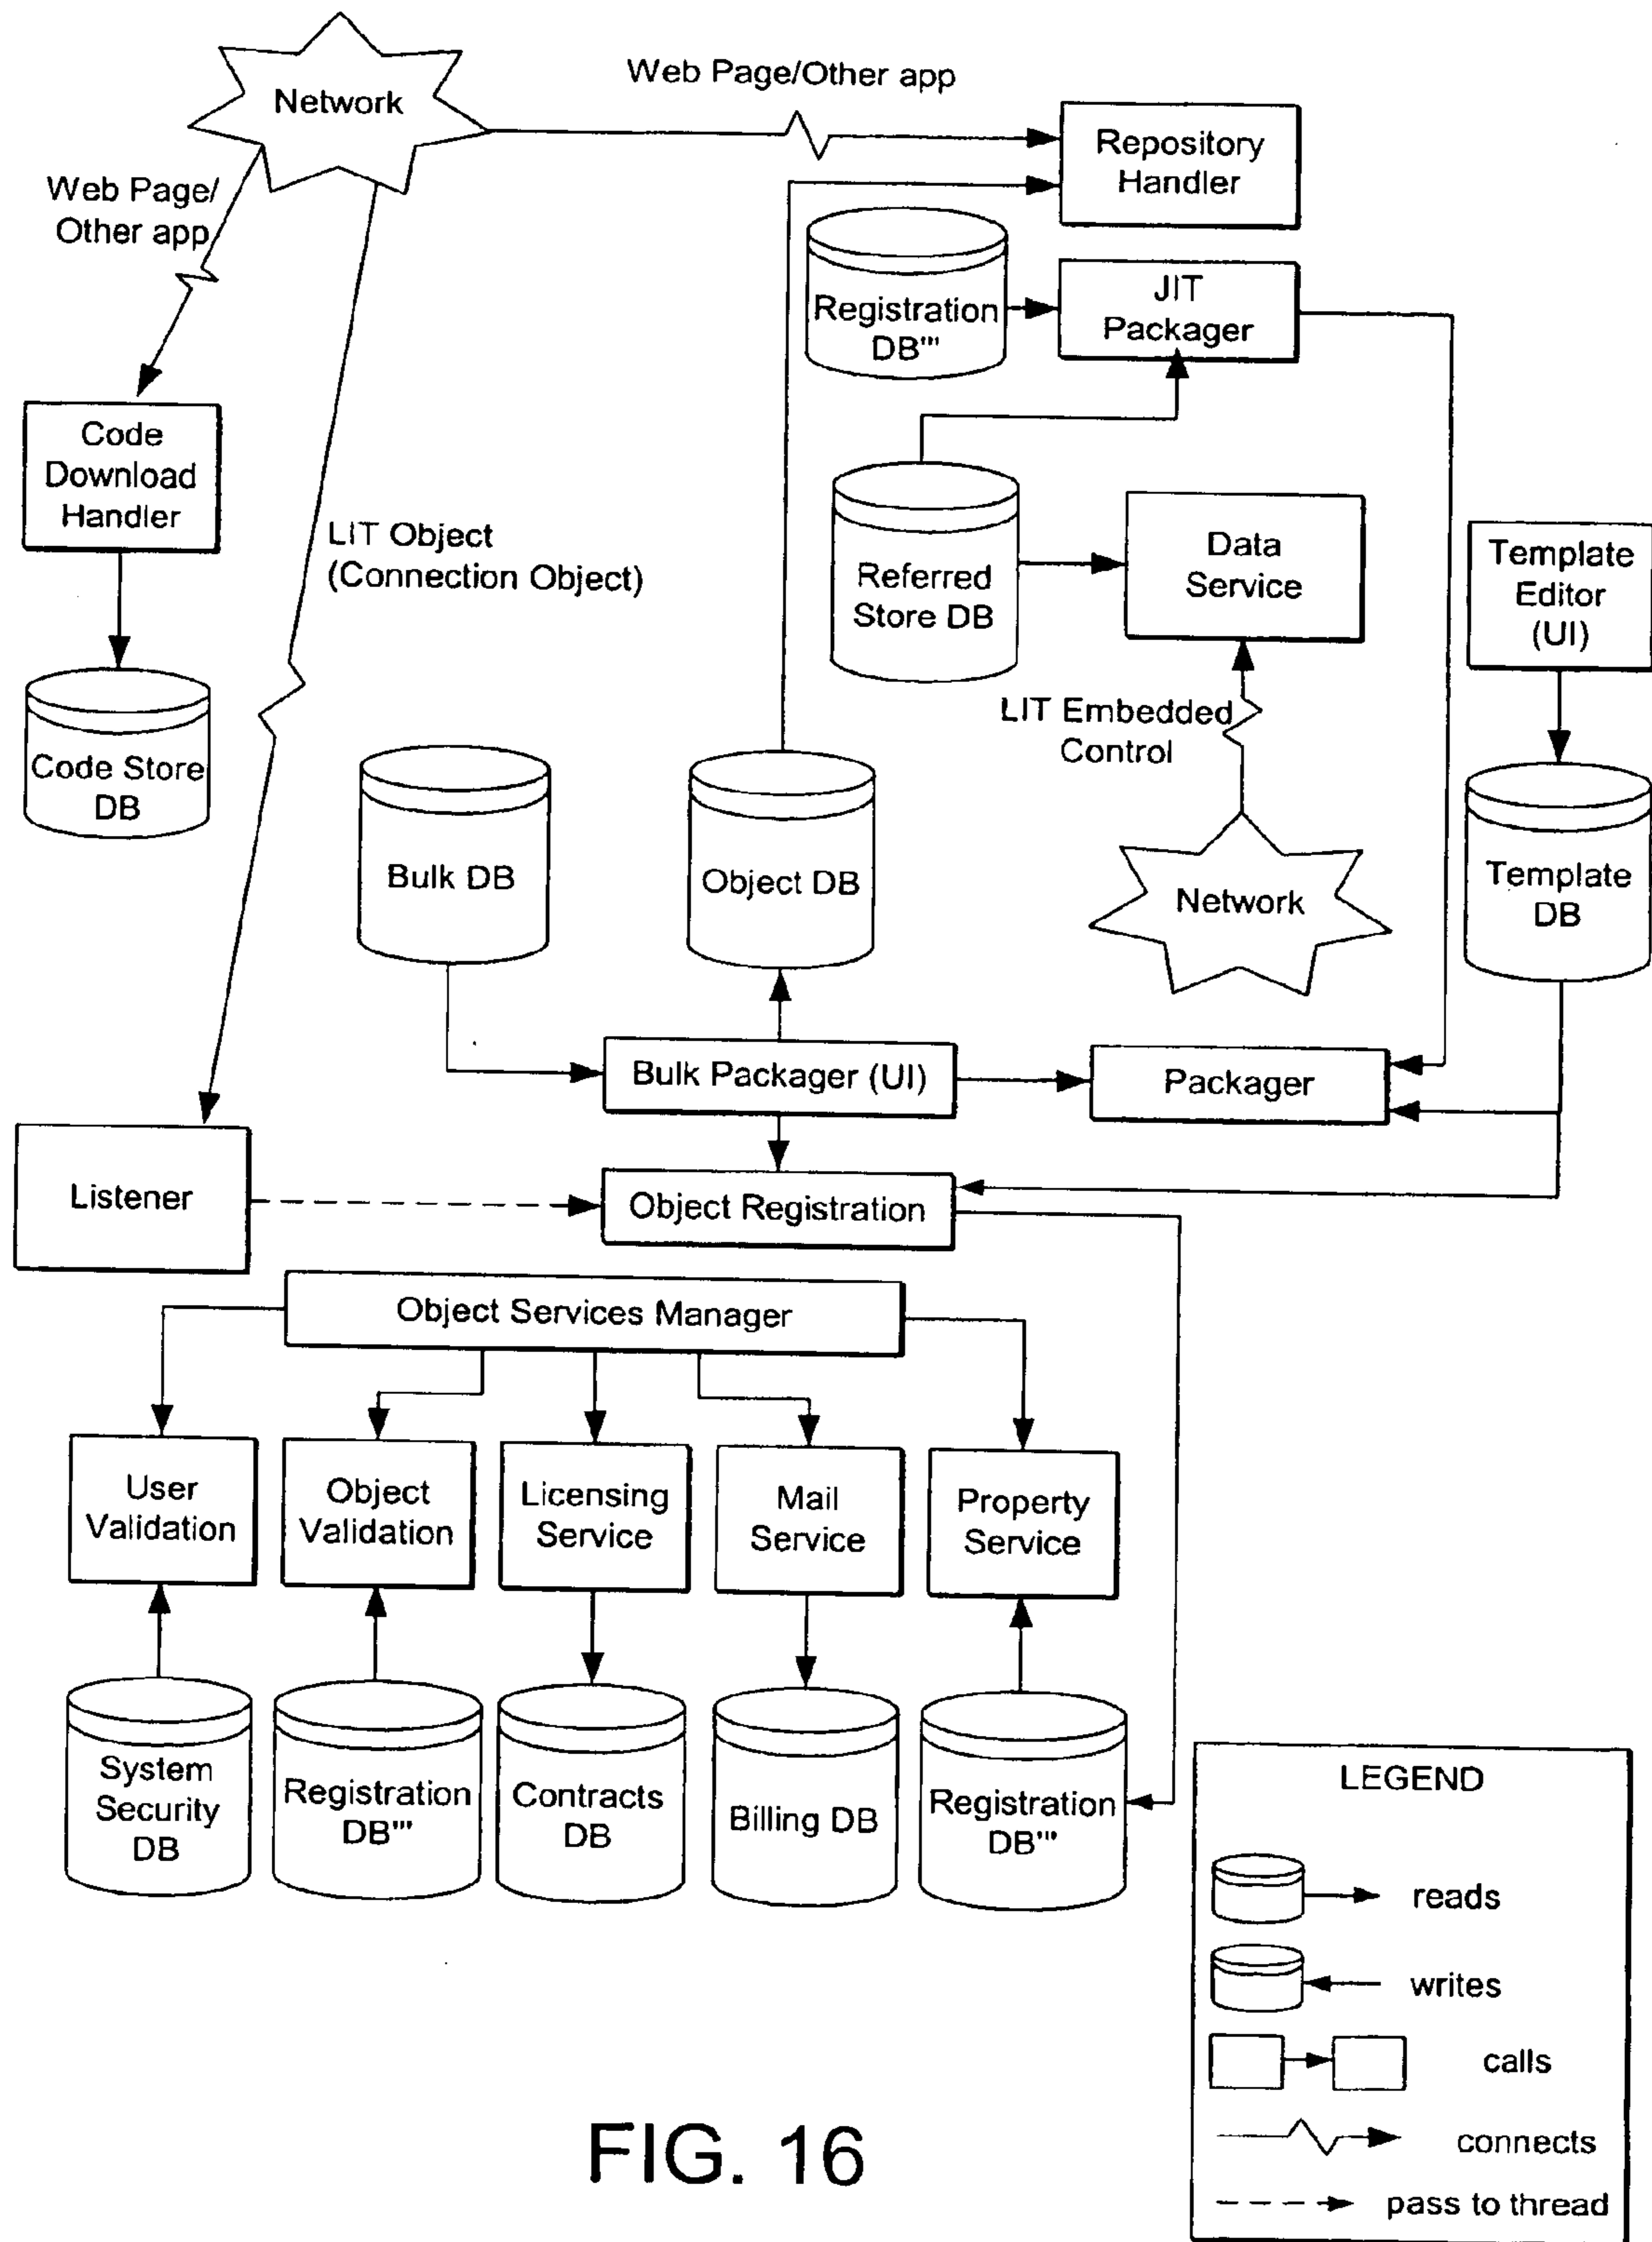 Network
Web Page/Other app
Repository
Handler
Web Page/
Other app
Registration
DB'''
JIT
Packager
Code
Download
Handler
LIT Object
(Connection Object)
Referred
Store DB
Data
Service
Template
Editor
(UI)
LIT Embedded
Control
Code Store
DB
Bulk DB
Object DB
Network
Template
DB
Bulk Packager (UI)
Packager
Listener
Object Registration
Object Services Manager
User
Validation
Object
Validation
Licensing
Service
Mail
Service
Property
Service
System
Security
DB
Registration
DB'''
Contracts
DB
Billing DB
Registration
DB'''
LEGEND
reads
writes
calls
connects
pass to thread
FIG. 16